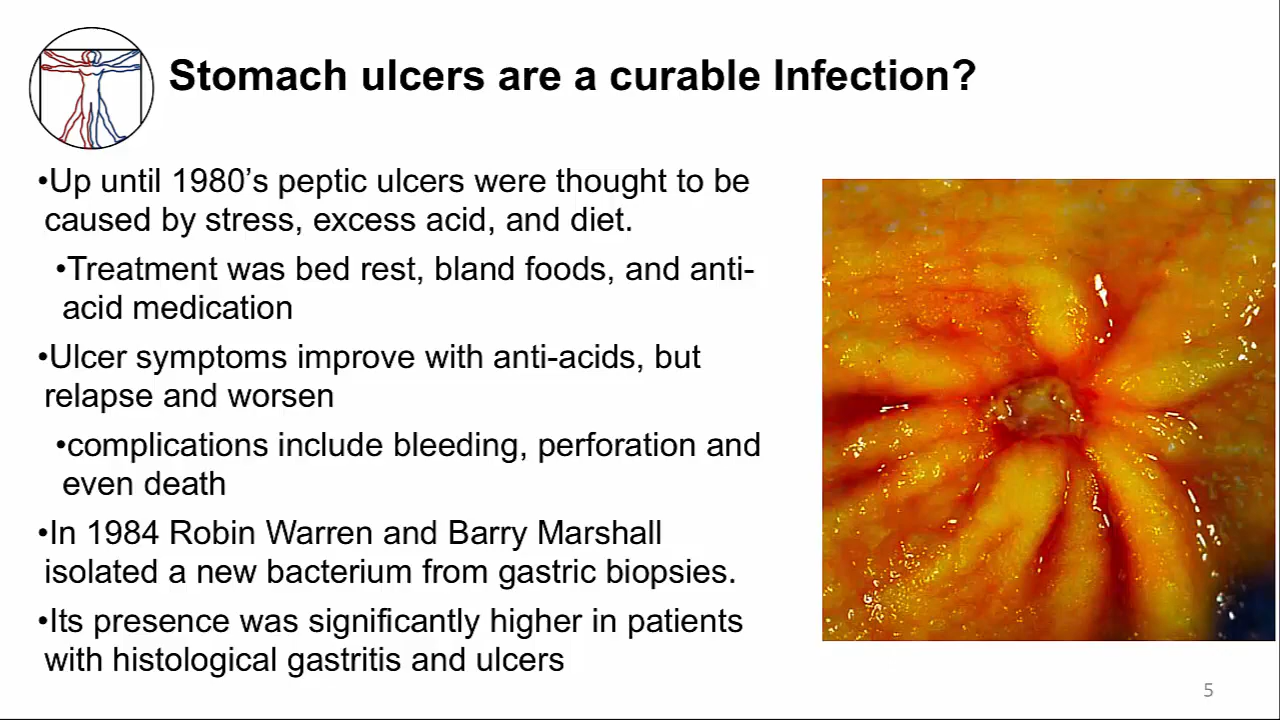 Stomach ulcers are a curable Infection?
•Up until 1980’s peptic ulcers were thought to be
caused by stress, excess acid, and diet.
•Treatment was bed rest, bland foods, and anti-
acid medication
•Ulcer symptoms improve with anti-acids, but
relapse and worsen
•complications include bleeding, perforation and
even death
•In 1984 Robin Warren and Barry Marshall
isolated a new bacterium from gastric biopsies.
•Its presence was significantly higher in patients
with histological gastritis and ulcers
5